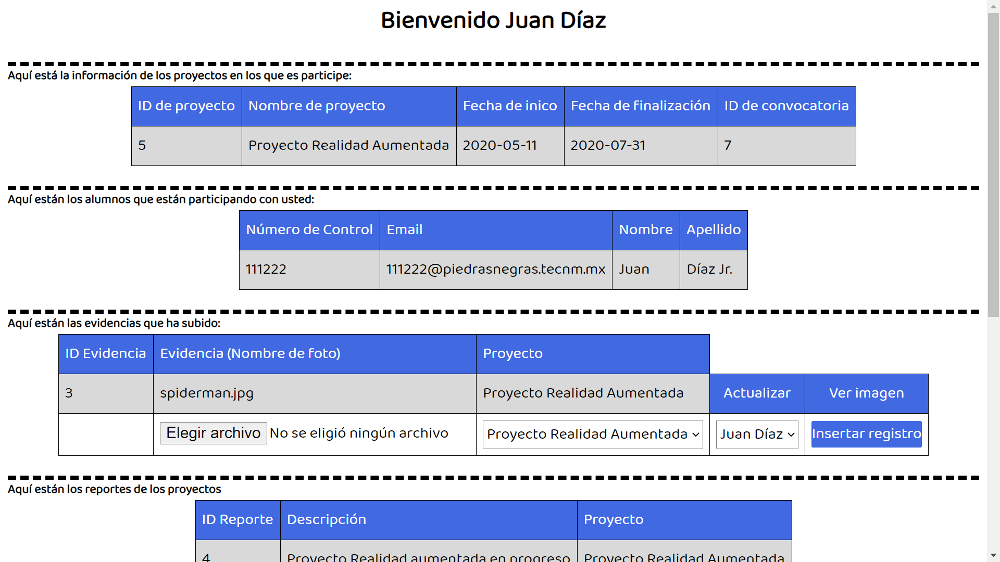 Bienvenido Juan Díaz
Aquí está la información de los proyectos en los que es participe:
ID de proyecto Nombre de proyecto Fecha de inico Fecha de finalización ID de convocatoria
5 Proyecto Realidad Aumentada 2020-05-11 2020-07-31 7
Aquí están los alumnos que están participando con usted:
Número de Control Email Nombre Apellido
111222 111222@piedrasnegras.tecnm.mx Juan Díaz Jr.
Aquí están las evidencias que ha subido:
ID Evidencia Evidencia (Nombre de foto) Proyecto
3 spiderman.jpg Proyecto Realidad Aumentada Actualizar Ver imagen
Elegir archivo No se eligió ningún archivo Proyecto Realidad Aumentada Juan Díaz Insertar registro
Aquí están los reportes de los proyectos
ID Reporte Descripción Proyecto
4 Proyecto Realidad aumentada en progreso Proyecto Realidad Aumentada